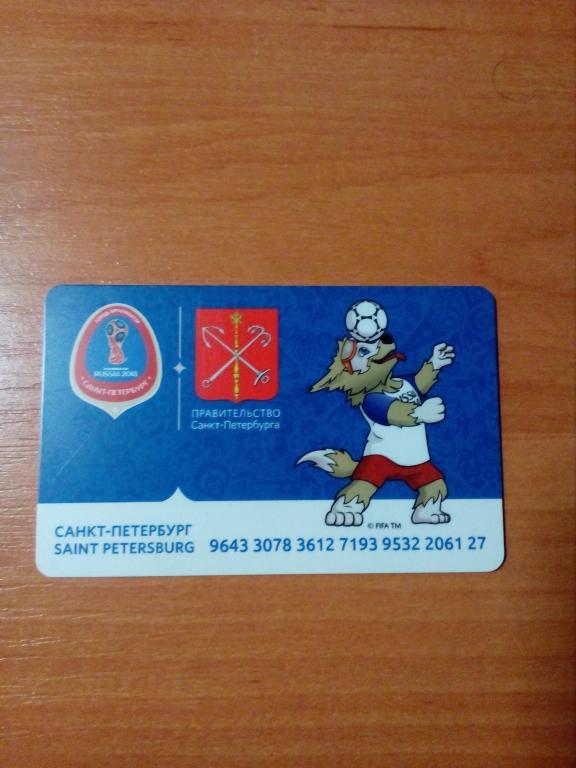 RUSSIA 2018
САНКТ-ПЕТЕРБУРГ
ПРАВИТЕЛЬСТВО
Санкт-Петербурга
© FIFA TM
САНКТ-ПЕТЕРБУРГ
SAINT PETERSBURG 9643 3078 3612 7193 9532 2061 27